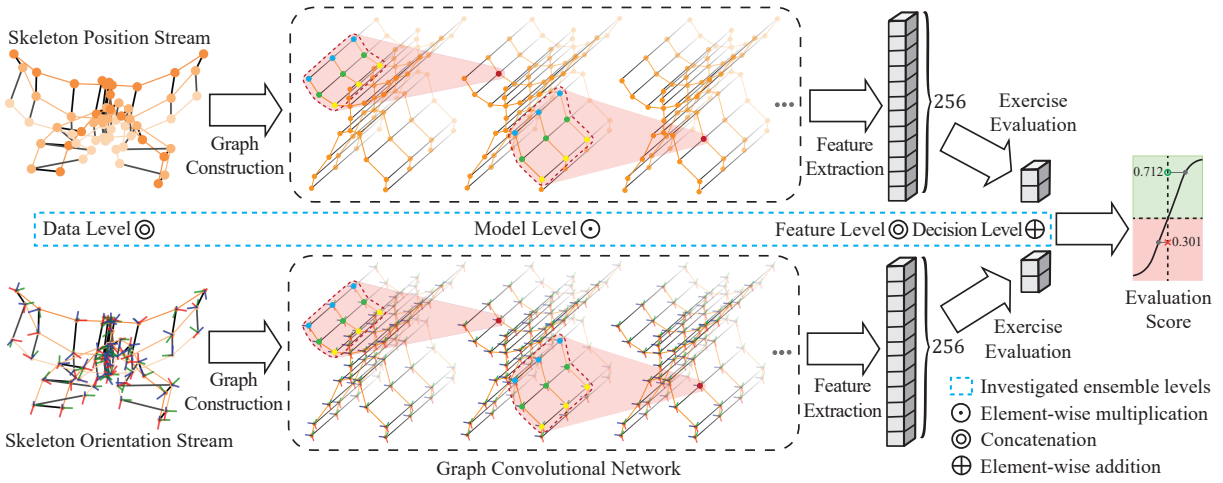 Skeleton Position Stream
Graph
Construction
Feature
Extraction
256
Exercise
Evaluation
0.712
0.301
Evaluation
Score
Data Level
Model Level
Feature Level
Decision Level
Graph
Construction
Feature
Extraction
256
Exercise
Evaluation
Skeleton Orientation Stream
Graph Convolutional Network
Investigated ensemble levels
Element-wise multiplication
Concatenation
Element-wise addition